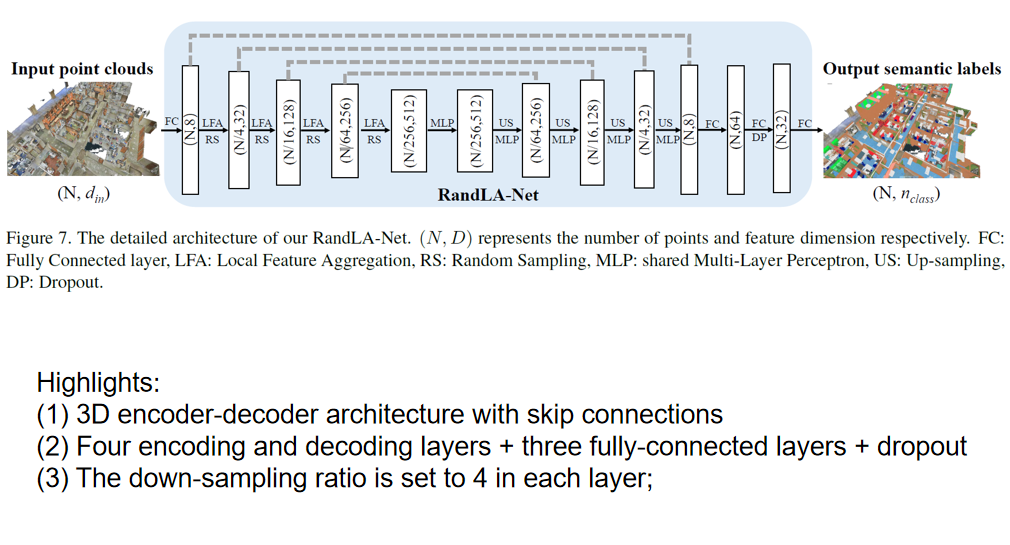 Input point clouds
Output semantic labels
FC
(N,8)
LFA
RS
(N/4,32)
LFA
RS
(N/16,128)
LFA
RS
(N/64,256)
LFA
RS
(N/256,512)
MLP
(N/256,512)
US
MLP
(N/64,256)
US
MLP
(N/16,128)
US
MLP
(N/4,32)
US
MLP
(N,8)
FC
(N,64)
FC
DP
(N,32)
FC
(N, d_in)
RandLA-Net
(N, n_class)
Figure 7. The detailed architecture of our RandLA-Net. (N, D) represents the number of points and feature dimension respectively. FC:
Fully Connected layer, LFA: Local Feature Aggregation, RS: Random Sampling, MLP: shared Multi-Layer Perceptron, US: Up-sampling,
DP: Dropout.
Highlights:
(1) 3D encoder-decoder architecture with skip connections
(2) Four encoding and decoding layers + three fully-connected layers + dropout
(3) The down-sampling ratio is set to 4 in each layer;